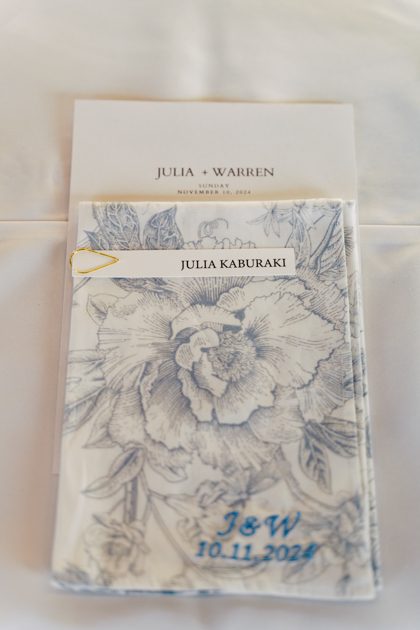 JULIA + WARREN
SUNDAY
NOVEMBER 10, 2024
JULIA KABURAKI
J&W
10.11.2024